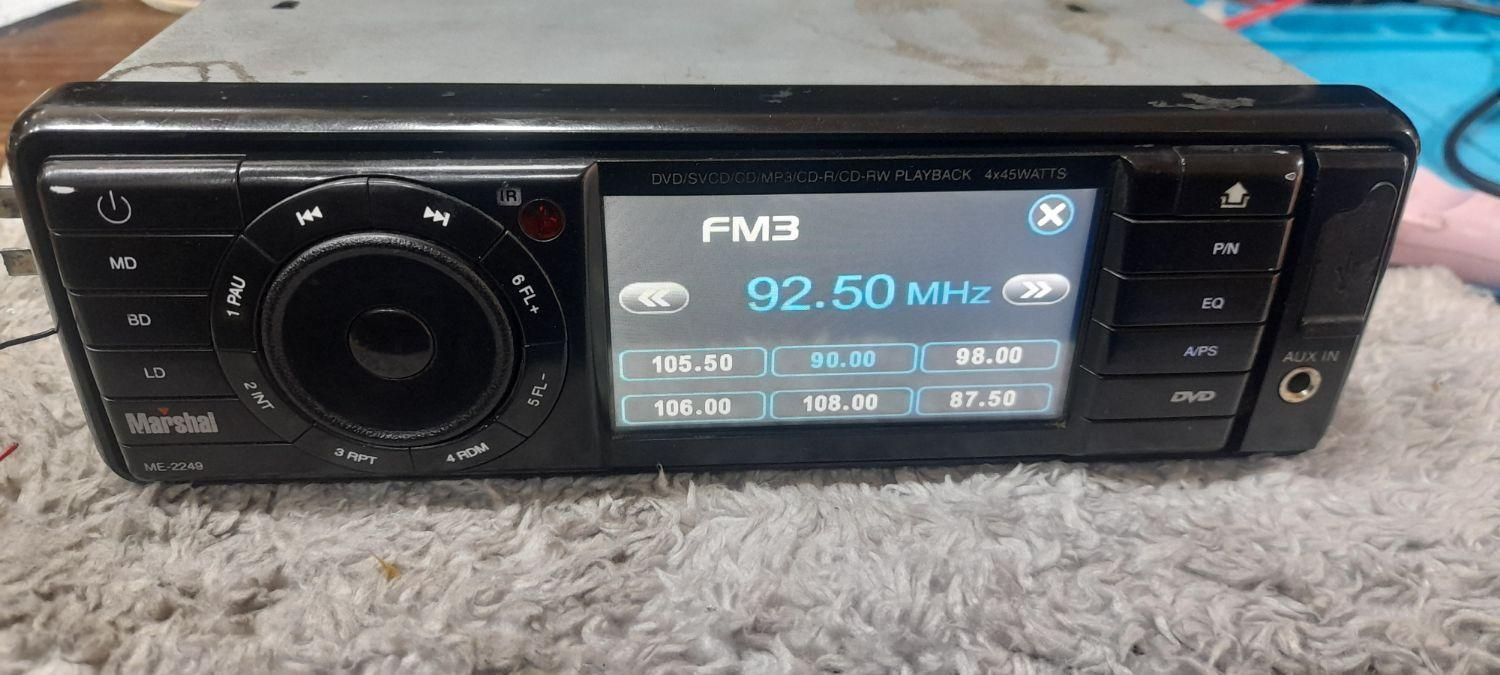 DVD/SVCD/CD/MP3/CD-R/CD-RW PLAYBACK 4x45WATTS
MD
BD
LD
Marshal
ME-2249
IR
1 PAU
2 INT
3 RPT
4 RDM
5 FL-
6 FL+
FM3
92.50 MHz
105.50 90.00 98.00
106.00 108.00 87.50
P/N
EQ
A/PS
DVD
AUX IN